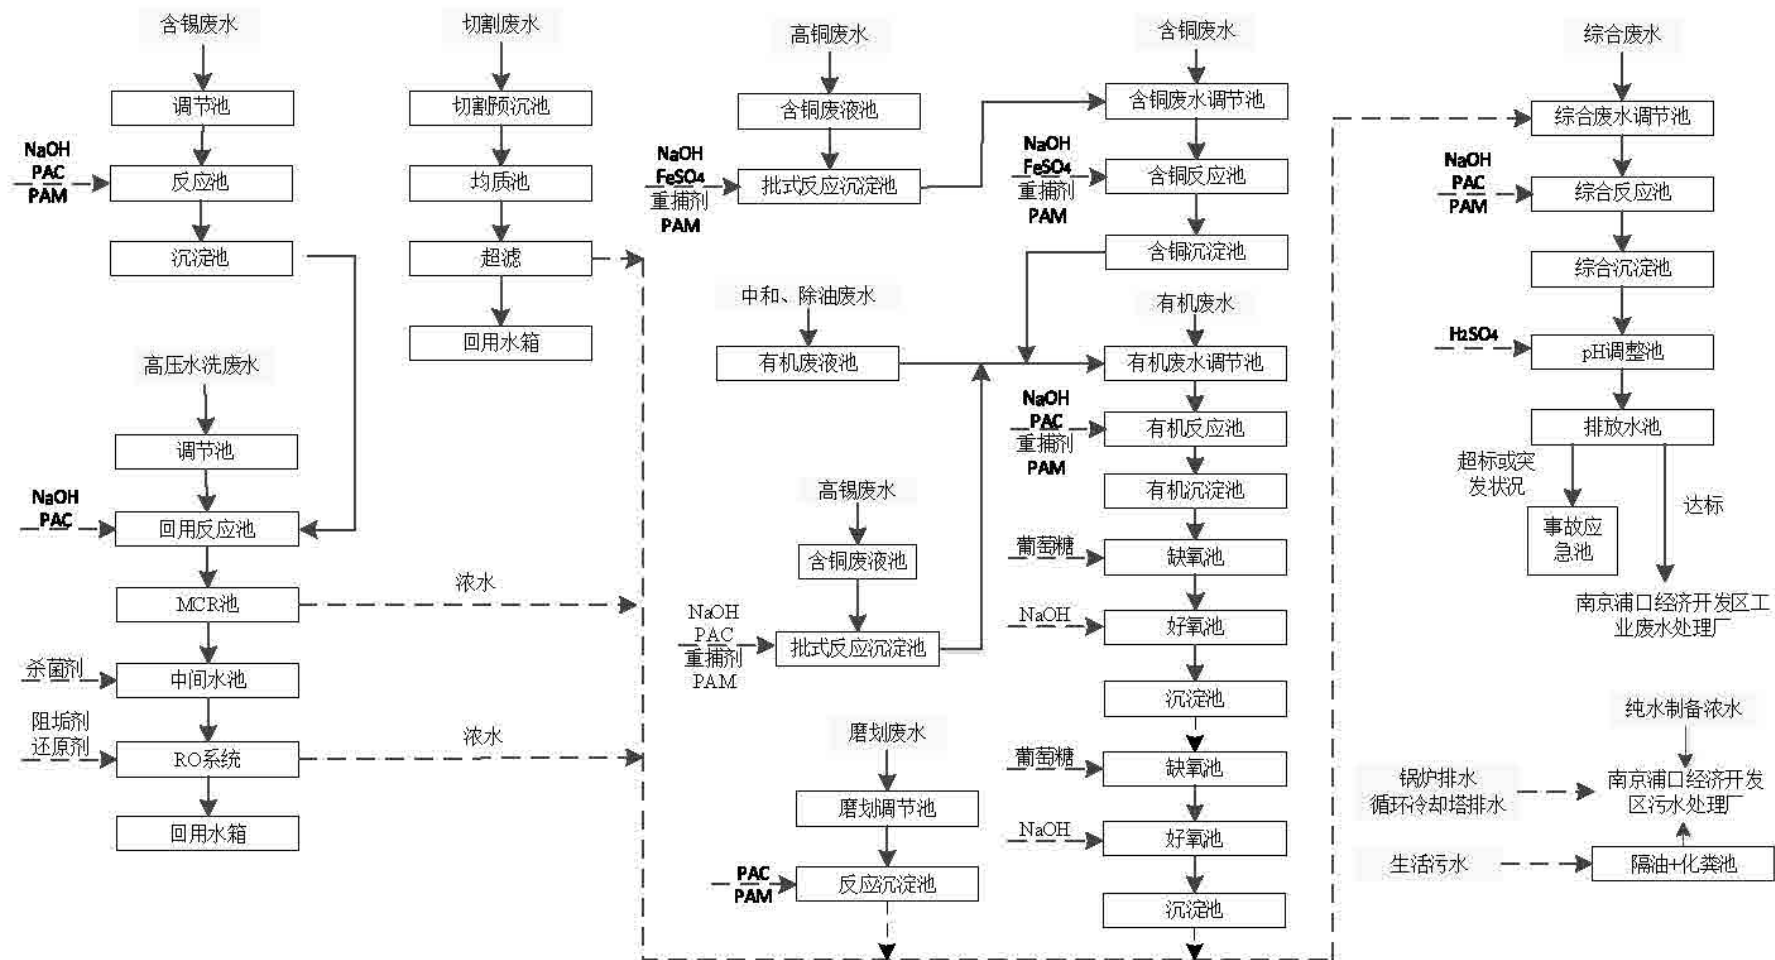 含锡废水
调节池
NaOH
PAC
PAM
反应池
沉淀池
高压水洗废水
调节池
NaOH
PAC
回用反应池
MCR池
浓水
杀菌剂
中间水池
阻垢剂
还原剂
RO系统
浓水
回用水箱
切割废水
切割预沉池
均质池
超滤
回用水箱
高铜废水
含铜废液池
NaOH
FeSO4
重捕剂
PAM
批式反应沉淀池
中和、除油废水
有机废液池
高锡废水
含铜废液池
NaOH
PAC
重捕剂
PAM
批式反应沉淀池
磨划废水
磨划调节池
PAC
PAM
反应沉淀池
含铜废水
含铜废水调节池
NaOH
FeSO4
重捕剂
PAM
含铜反应池
含铜沉淀池
有机废水
有机废水调节池
NaOH
PAC
重捕剂
PAM
有机反应池
有机沉淀池
葡萄糖
缺氧池
NaOH
好氧池
沉淀池
葡萄糖
缺氧池
NaOH
好氧池
沉淀池
综合废水
综合废水调节池
NaOH
PAC
PAM
综合反应池
综合沉淀池
H2SO4
pH调整池
排放水池
超标或突
发状况
达标
事故应
急池
南京浦口经济开发区工
业废水处理厂
纯水制备浓水
锅炉排水
循环冷却塔排水
南京浦口经济开发
区污水处理厂
生活污水
隔油+化粪池